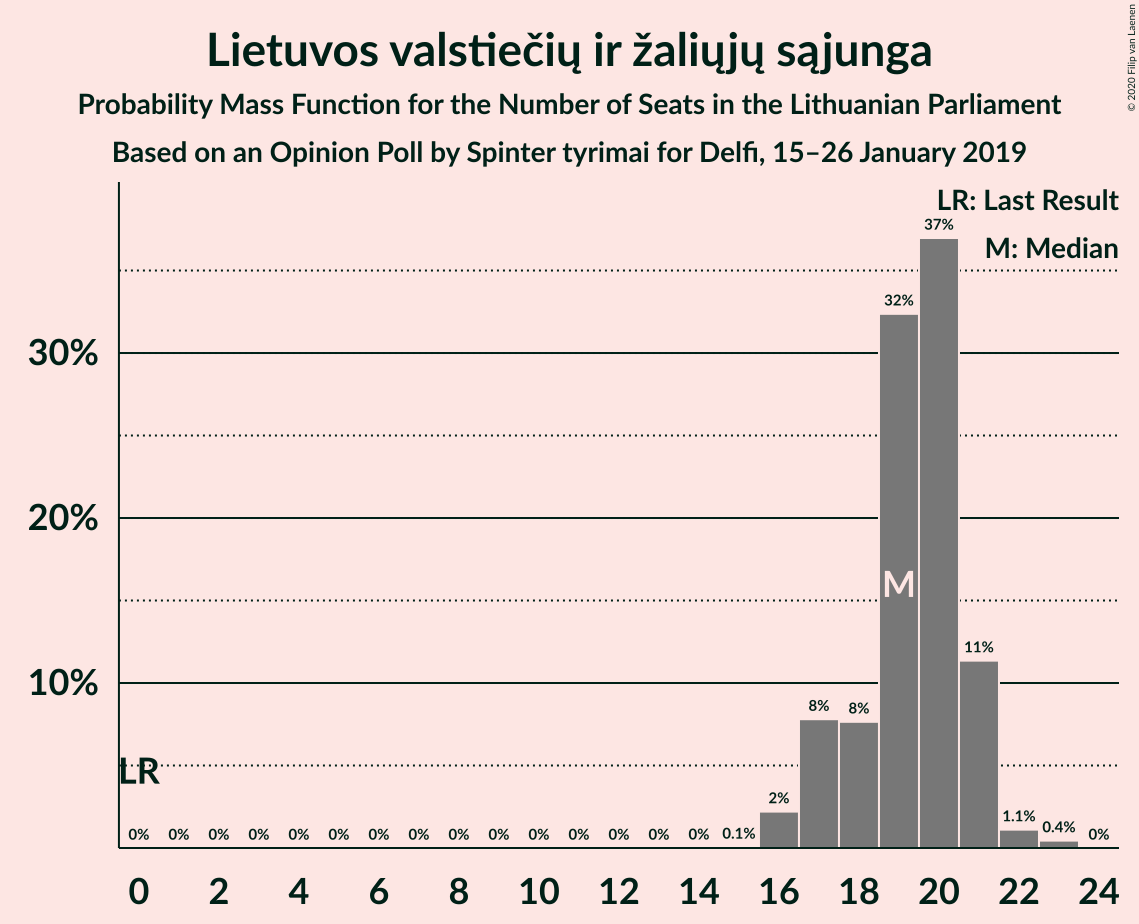 Lietuvos valstiečių ir žaliųjų sąjunga
Probability Mass Function for the Number of Seats in the Lithuanian Parliament
Based on an Opinion Poll by Spinter tyrimai for Delfi, 15–26 January 2019
© 2020 Filip van Laenen
LR: Last Result
M: Median
37%
32%
30%
20%
M
11%
10%
8%
8%
LR
2%
1.1%
0.4%
0% 0% 0% 0% 0% 0% 0% 0% 0% 0% 0% 0% 0% 0% 0% 0.1% 0%
0 2 4 6 8 10 12 14 16 18 20 22 24